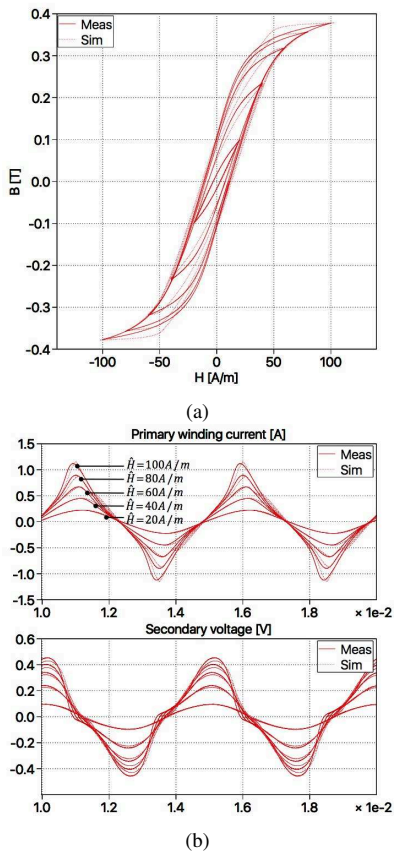 0.4
Meas
Sim
0.3
0.2
0.1
B [T]
0.0
-0.1
-0.2
-0.3
-0.4
-100 -50 0 50 100
H [A/m]
(a)
Primary winding current [A]
1.5
Meas
Sim
1.0
Ĥ=100A/m
Ĥ=80A/m
0.5
Ĥ=60A/m
Ĥ=40A/m
0.0
Ĥ=20A/m
-0.5
-1.0
-1.5
1.0 1.2 1.4 1.6 1.8 × 1e-2
Secondary voltage [V]
0.6
Meas
Sim
0.4
0.2
0.0
-0.2
-0.4
1.0 1.2 1.4 1.6 1.8 ×1e-2
(b)